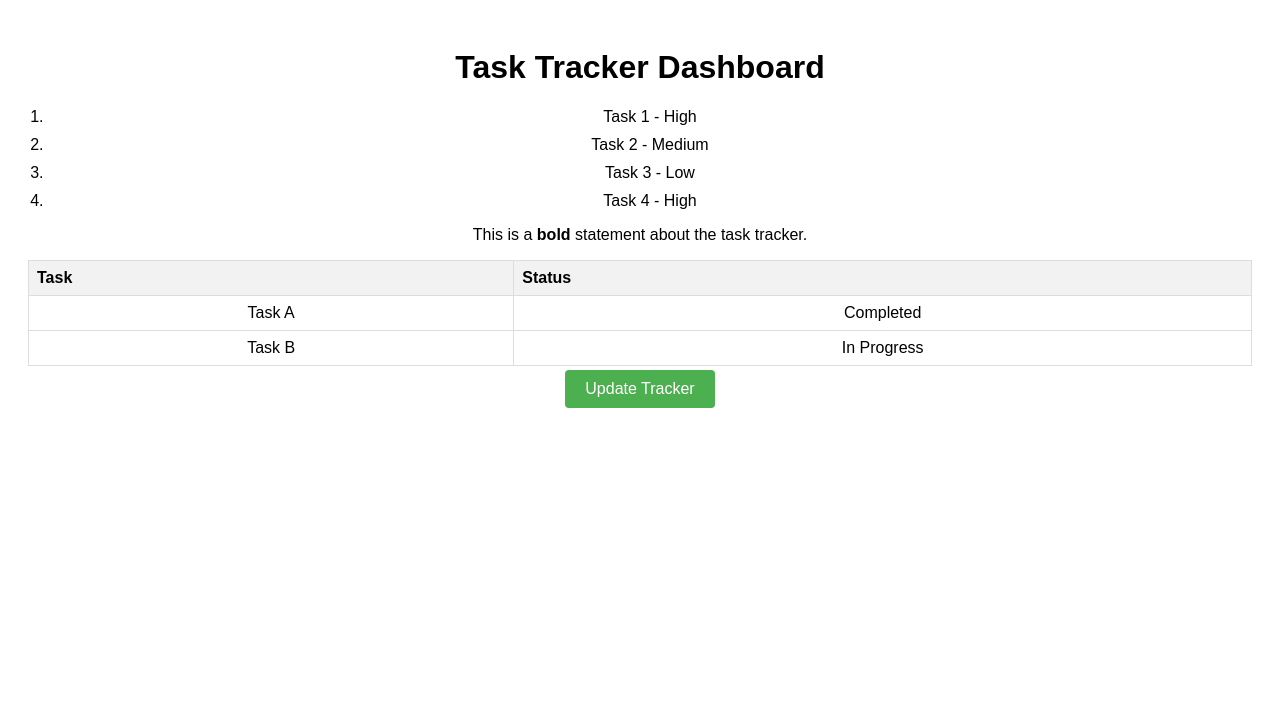 Task Tracker Dashboard
1. Task 1 - High
2. Task 2 - Medium
3. Task 3 - Low
4. Task 4 - High
This is a bold statement about the task tracker.
Task Status
Task A Completed
Task B In Progress
Update Tracker